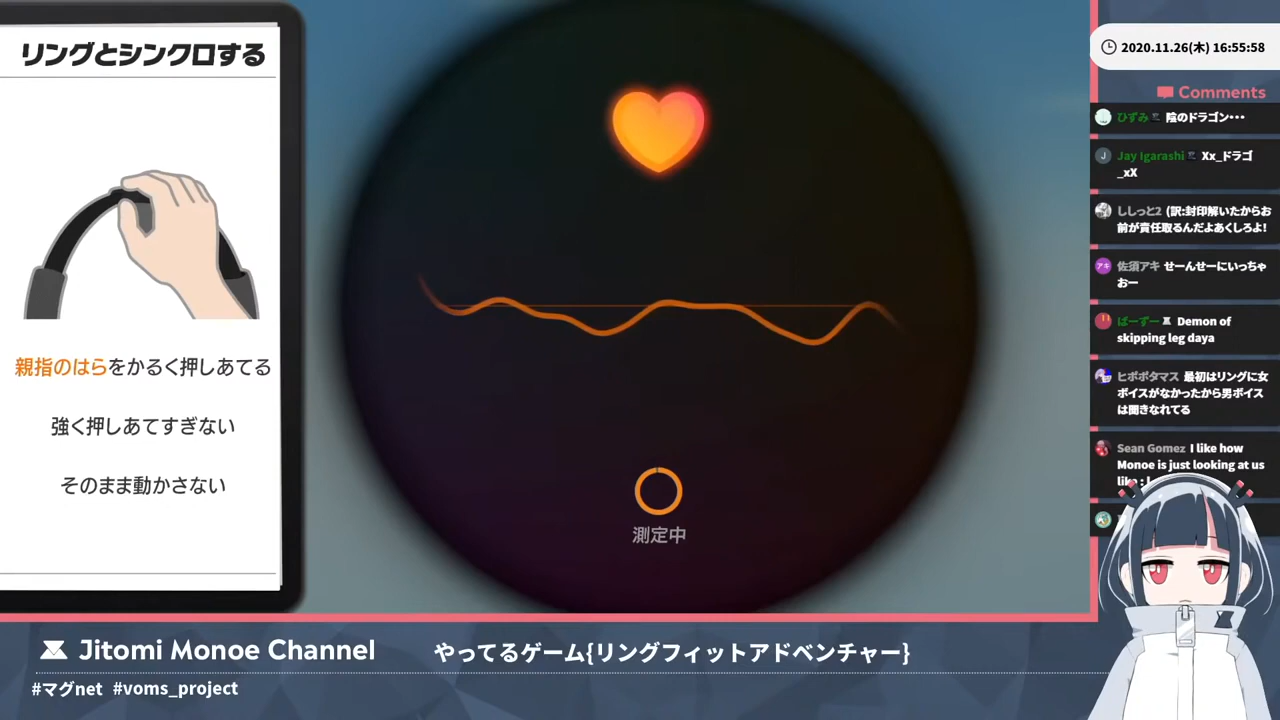 リングとシンクロする
親指のはらをかるく押しあてる
強く押しあてすぎない
そのまま動かさない
測定中
2020.11.26(木) 16:55:58
Comments
ひずみ 陰のドラゴン・・・
Jay Igarashi Xx_ドラゴ
_xX
ししっと2 (訳:封印解いたからお
前が責任取るんだよあくしろよ!
佐須アキ せーんせーにいっちゃ
おー
ばーずー Demon of
skipping leg daya
ヒポポタマス 最初はリングに女
ボイスがなかったから男ボイス
は聞きなれてる
Sean Gomez I like how
Monoe is just looking at us
Jitomi Monoe Channel
やってるゲーム{リングフィットアドベンチャー}
#マグnet #voms_project